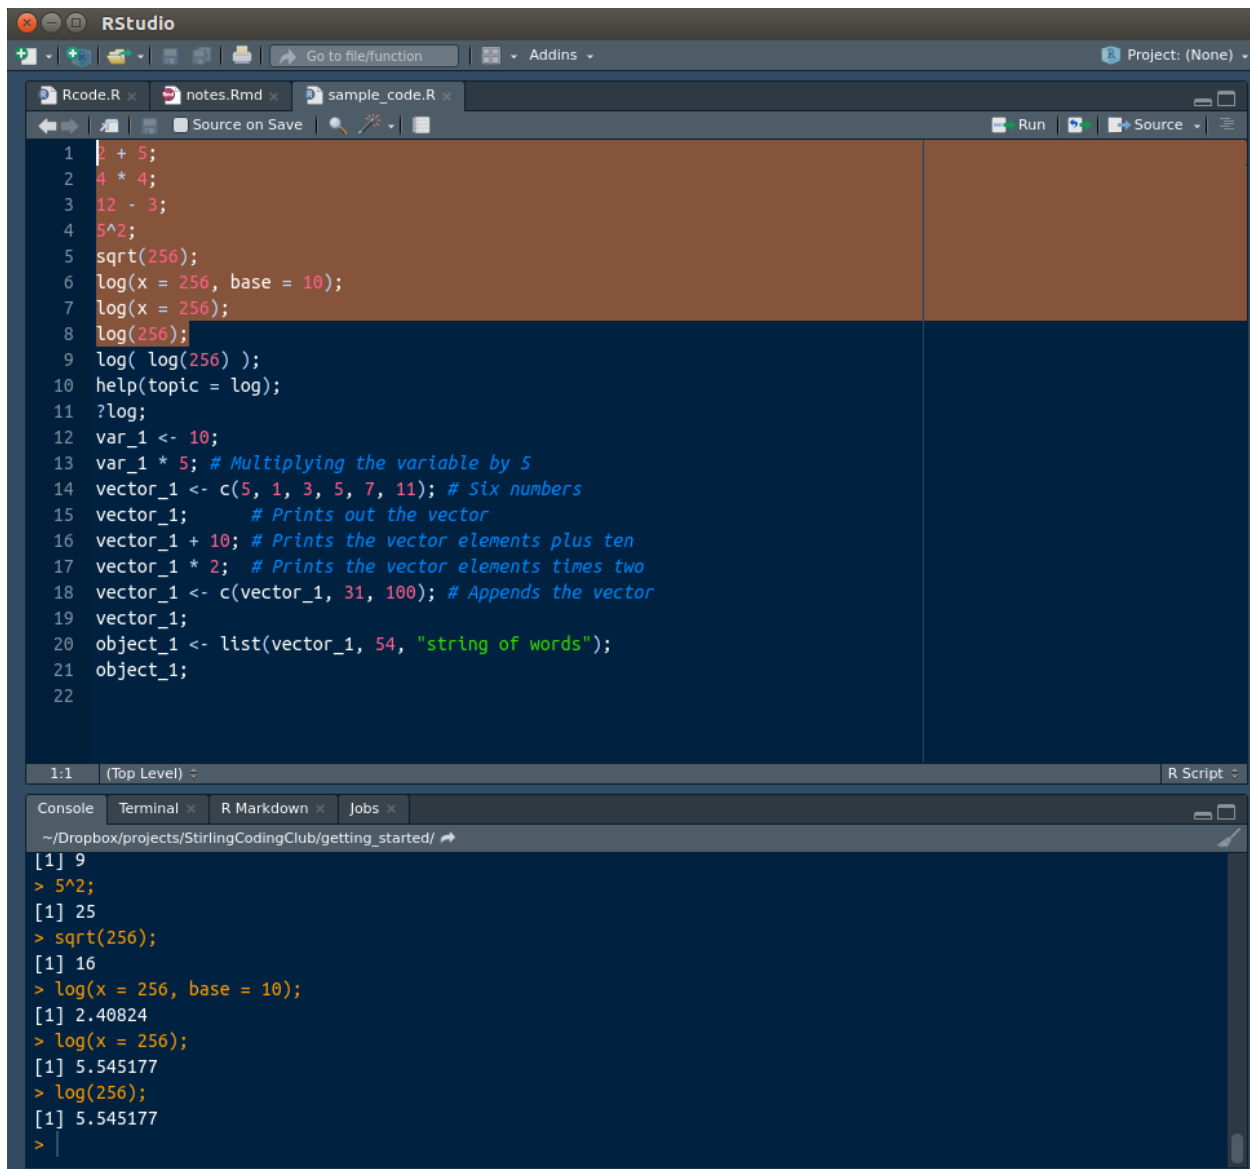 RStudio
Go to file/function Addins Project: (None)
Rcode.R notes.Rmd sample_code.R
Source on Save Run Source
1 2 + 5;
2 4 * 4;
3 12 - 3;
4 5^2;
5 sqrt(256);
6 log(x = 256, base = 10);
7 log(x = 256);
8 log(256);
9 log( log(256) );
10 help(topic = log);
11 ?log;
12 var_1 <- 10;
13 var_1 * 5; # Multiplying the variable by 5
14 vector_1 <- c(5, 1, 3, 5, 7, 11); # Six numbers
15 vector_1;      # Prints out the vector
16 vector_1 + 10; # Prints the vector elements plus ten
17 vector_1 * 2;  # Prints the vector elements times two
18 vector_1 <- c(vector_1, 31, 100); # Appends the vector
19 vector_1;
20 object_1 <- list(vector_1, 54, "string of words");
21 object_1;
22
1:1 (Top Level) R Script
Console Terminal R Markdown Jobs
~/Dropbox/projects/StirlingCodingClub/getting_started/
[1] 9
> 5^2;
[1] 25
> sqrt(256);
[1] 16
> log(x = 256, base = 10);
[1] 2.40824
> log(x = 256);
[1] 5.545177
> log(256);
[1] 5.545177
>